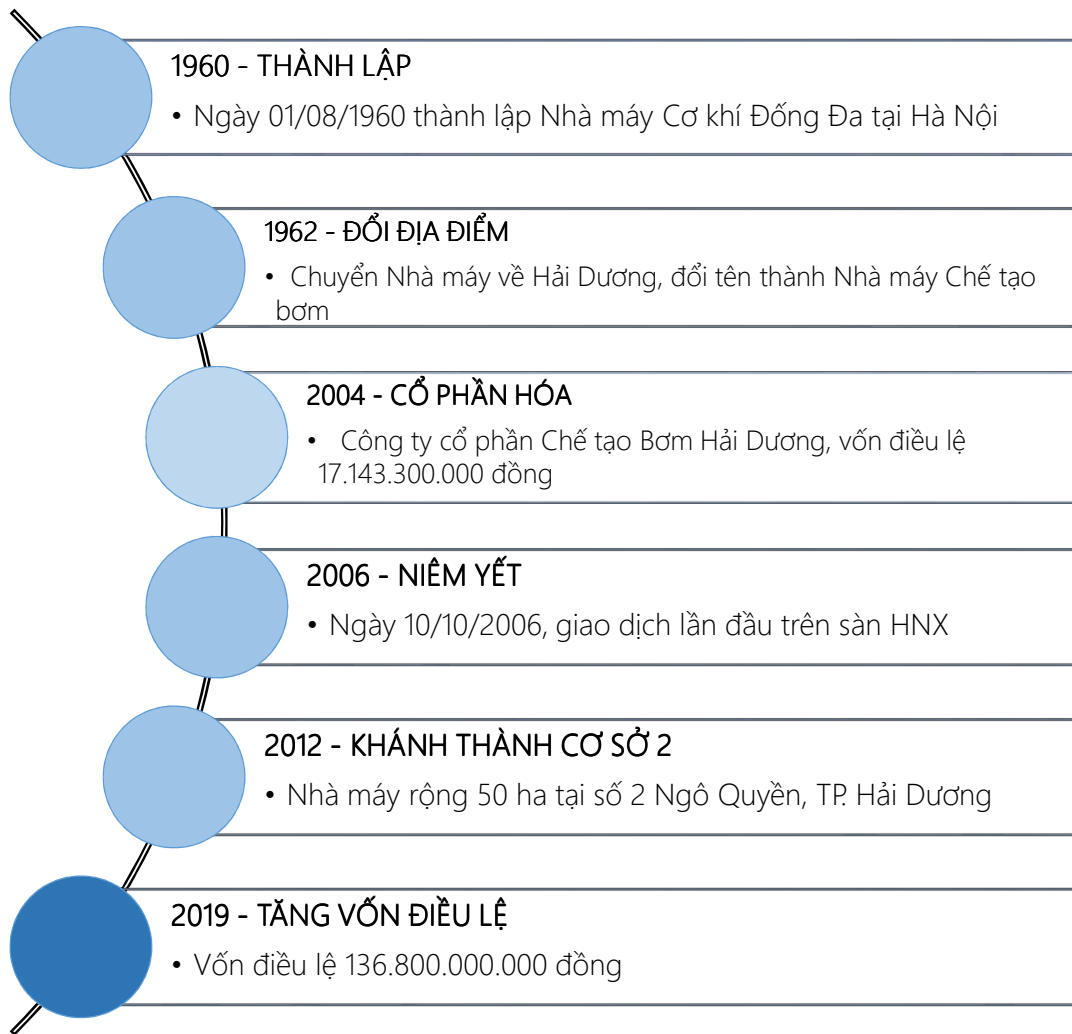 1960 - THÀNH LẬP
• Ngày 01/08/1960 thành lập Nhà máy Cơ khí Đống Đa tại Hà Nội
1962 - ĐỔI ĐỊA ĐIỂM
• Chuyển Nhà máy về Hải Dương, đổi tên thành Nhà máy Chế tạo
bơm
2004 - CỔ PHẦN HÓA
• Công ty cổ phần Chế tạo Bơm Hải Dương, vốn điều lệ
17.143.300.000 đồng
2006 - NIÊM YẾT
• Ngày 10/10/2006, giao dịch lần đầu trên sàn HNX
2012 - KHÁNH THÀNH CƠ SỞ 2
• Nhà máy rộng 50 ha tại số 2 Ngô Quyền, TP. Hải Dương
2019 - TĂNG VỐN ĐIỀU LỆ
• Vốn điều lệ 136.800.000.000 đồng